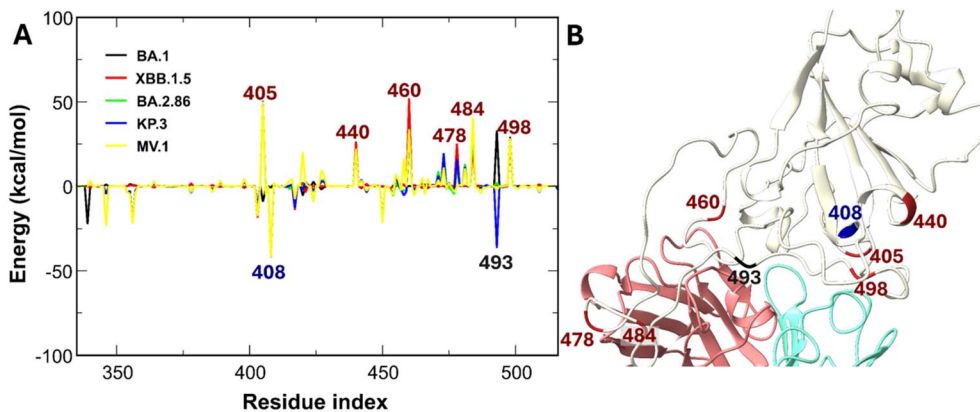 A
B
100
50
0
-50
-100
Energy (kcal/mol)
BA.1
XBB.1.5
BA.2.86
KP.3
MV.1
405
440
460
478
484
498
408
493
350
400
450
500
Residue index
460
408
440
405
493
498
478
484